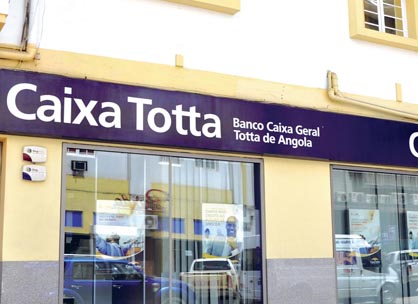 Caixa Totta
Banco Caixa Geral
Totta de Angola
C